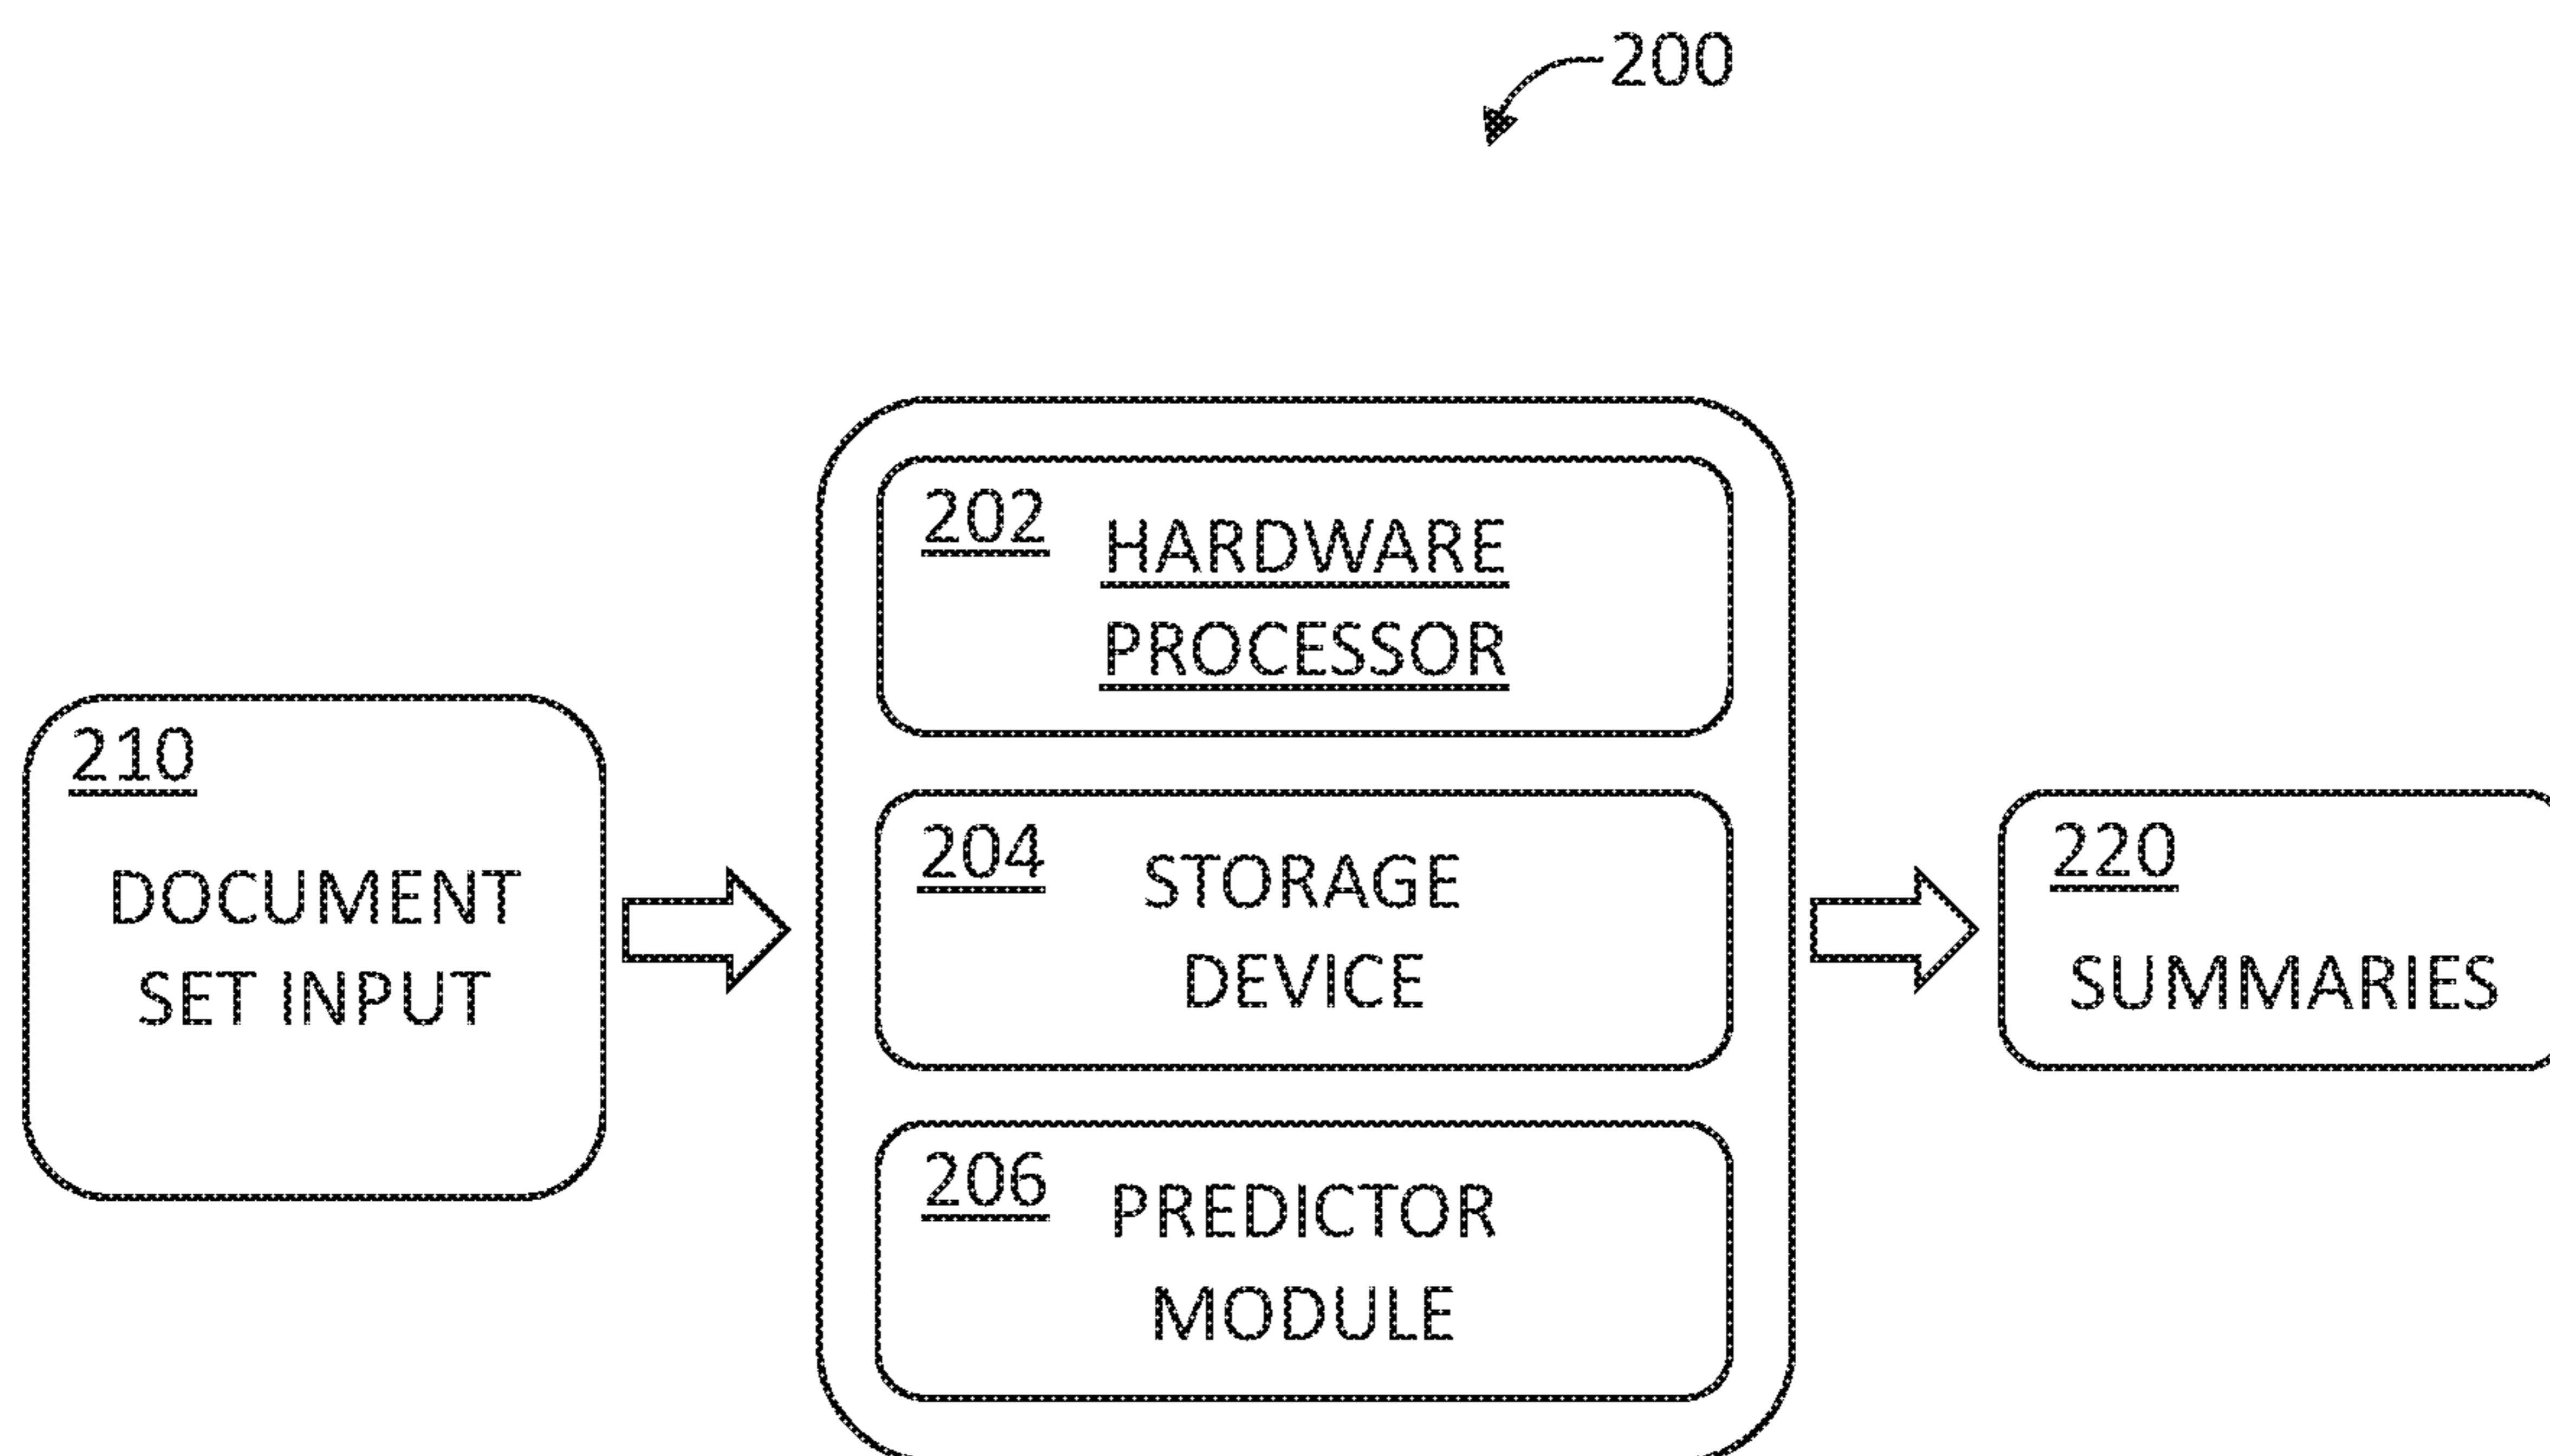 200
210
DOCUMENT
SET INPUT
202
HARDWARE
PROCESSOR
204
STORAGE
DEVICE
206
PREDICTOR
MODULE
220
SUMMARIES